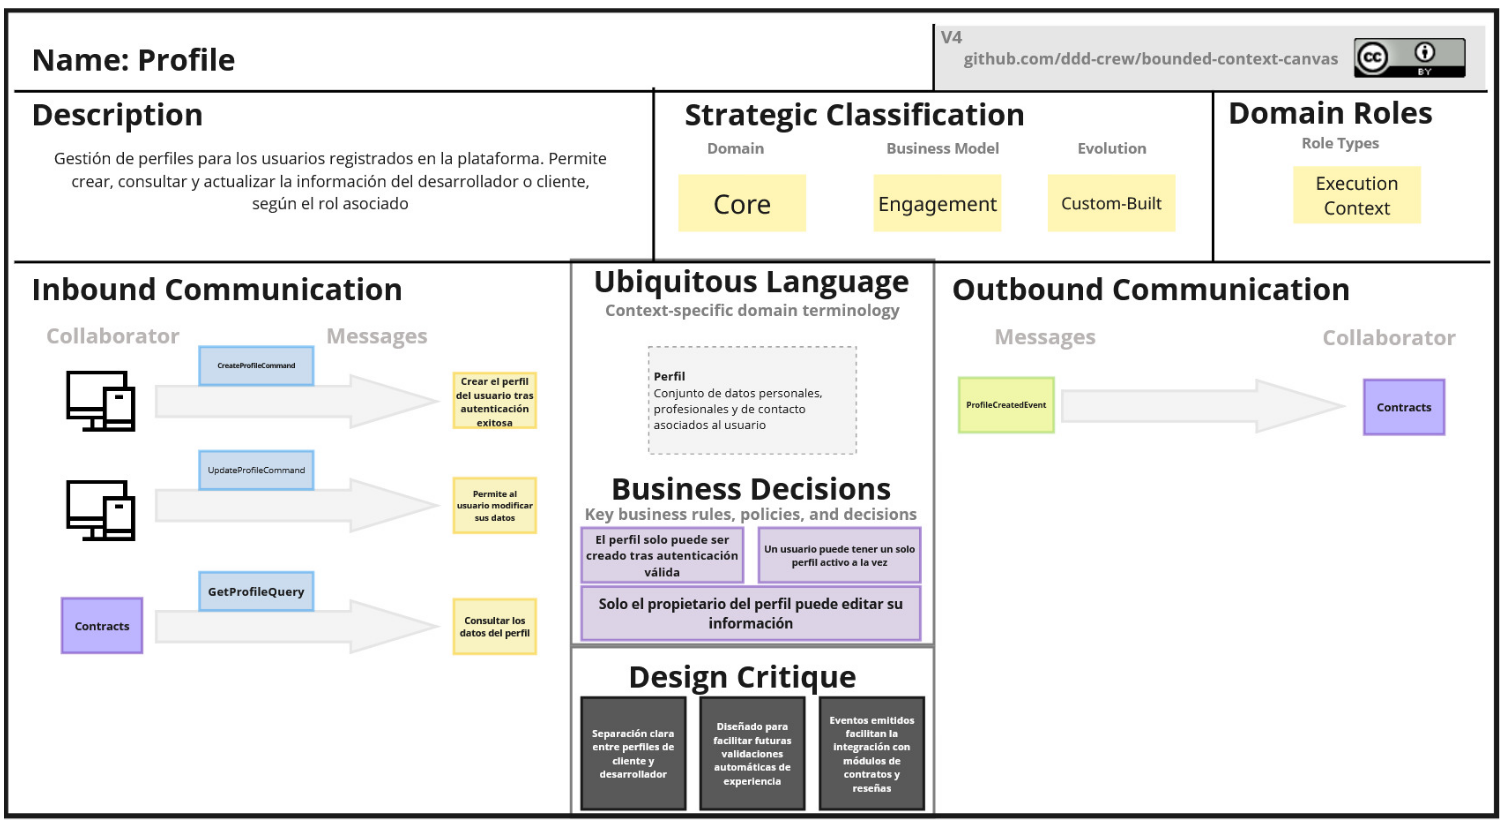 Name: Profile
V4
github.com/ddd-crew/bounded-context-canvas
cc
BY
Description
Gestión de perfiles para los usuarios registrados en la plataforma. Permite
crear, consultar y actualizar la información del desarrollador o cliente,
según el rol asociado
Strategic Classification
Domain
Business Model
Evolution
Core
Engagement
Custom-Built
Domain Roles
Role Types
Execution
Context
Inbound Communication
Collaborator
Messages
CreateProfileCommand
Crear el perfil
del usuario tras
autenticación
exitosa
UpdateProfileCommand
Permite al
usuario modificar
sus datos
Contracts
GetProfileQuery
Consultar los
datos del perfil
Ubiquitous Language
Context-specific domain terminology
Perfil
Conjunto de datos personales,
profesionales y de contacto
asociados al usuario
Business Decisions
Key business rules, policies, and decisions
El perfil solo puede ser
creado tras autenticación
válida
Un usuario puede tener un solo
perfil activo a la vez
Solo el propietario del perfil puede editar su
información
Design Critique
Separación clara
entre perfiles de
cliente y
desarrollador
Diseñado para
facilitar futuras
validaciones
automáticas de
experiencia
Eventos emitidos
facilitan la
integración con
módulos de
contratos y
reseñas
Outbound Communication
Messages
Collaborator
ProfileCreatedEvent
Contracts